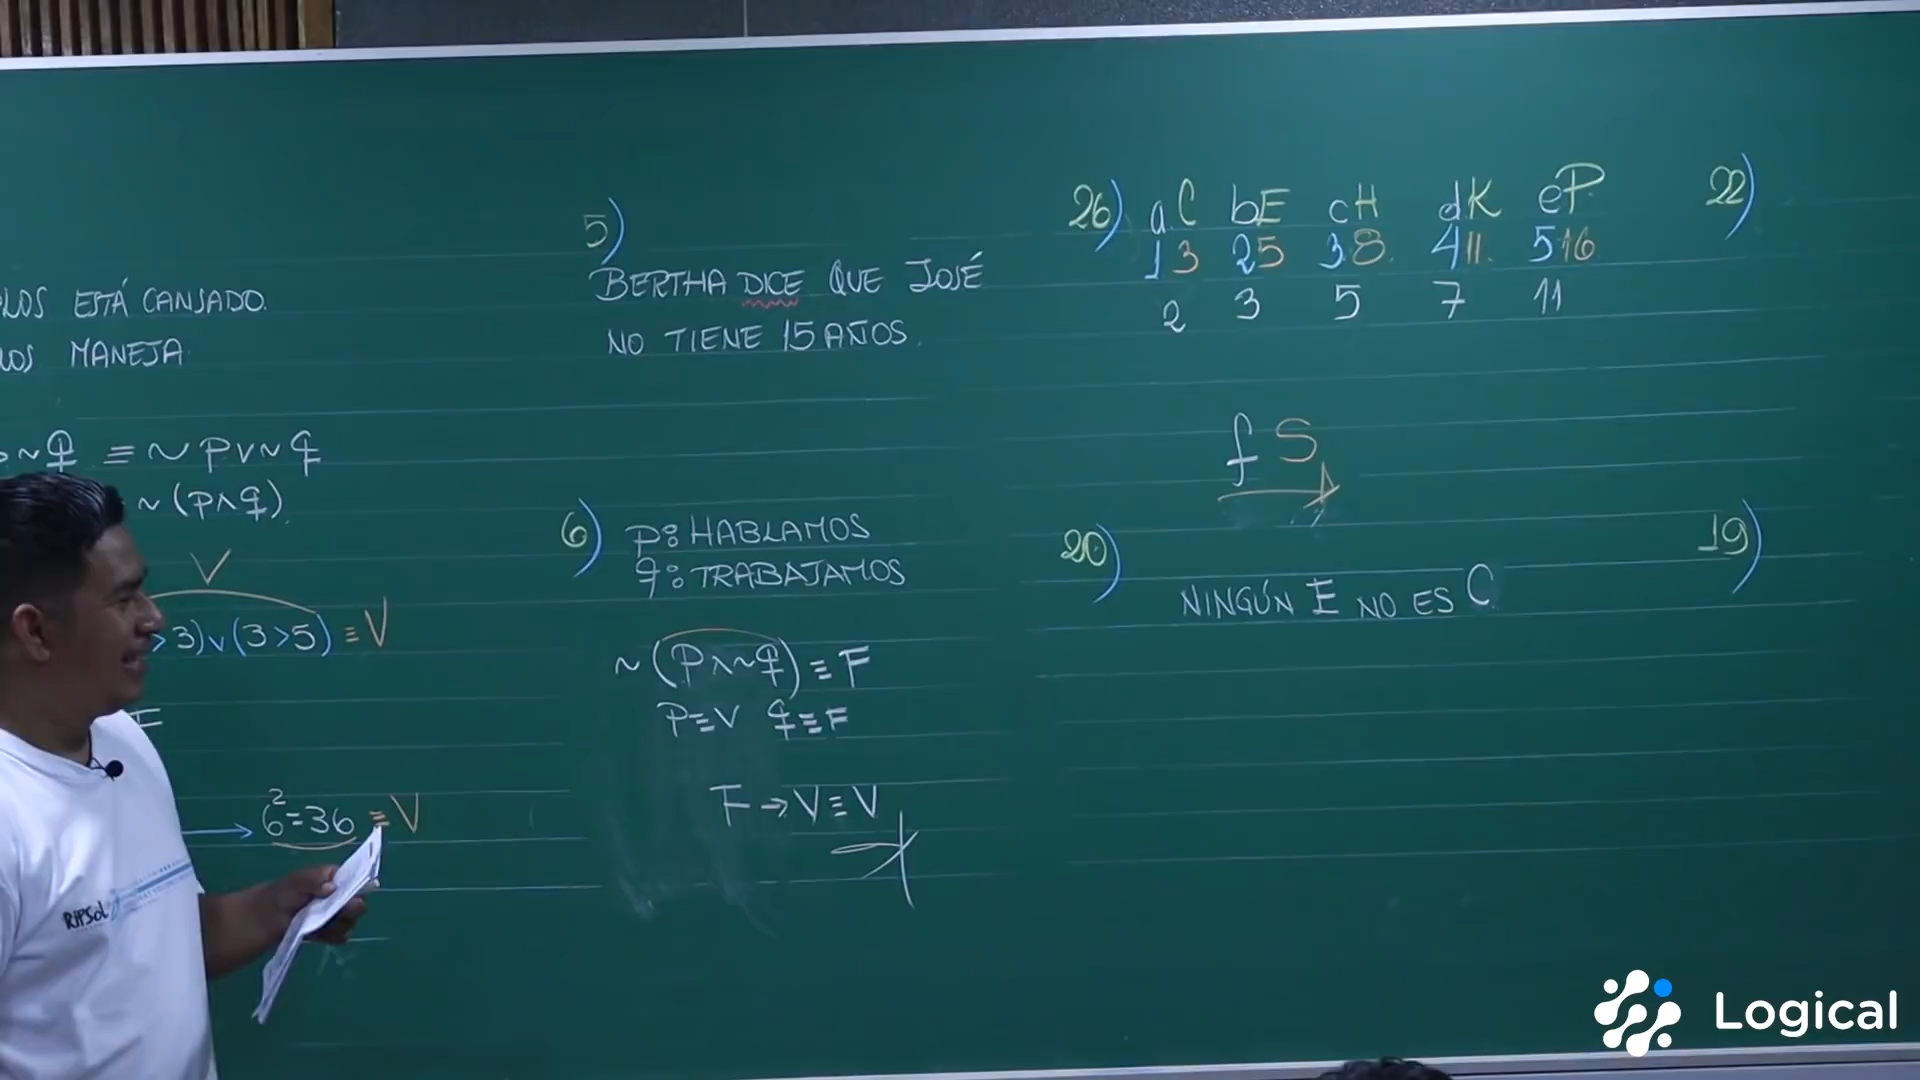 ESTÁ CANSADO.
MANEJA
~q ≡ ~p∨~q
~(p∧q)
V
>3)∨(3>5) ≡ V
6²=36 ≡ V
RIPSol
5)
BERTHA DICE QUE JOSÉ
NO TIENE 15 AÑOS.
6) p: HABLAMOS
q: TRABAJAMOS
~(p∧~q) ≡ F
p≡V q≡F
F→V≡V
26) aC bE cH dK eP
13 25 38 411 516
2 3 5 7 11
fS
20)
NINGÚN E NO ES C
22)
19)
Logical